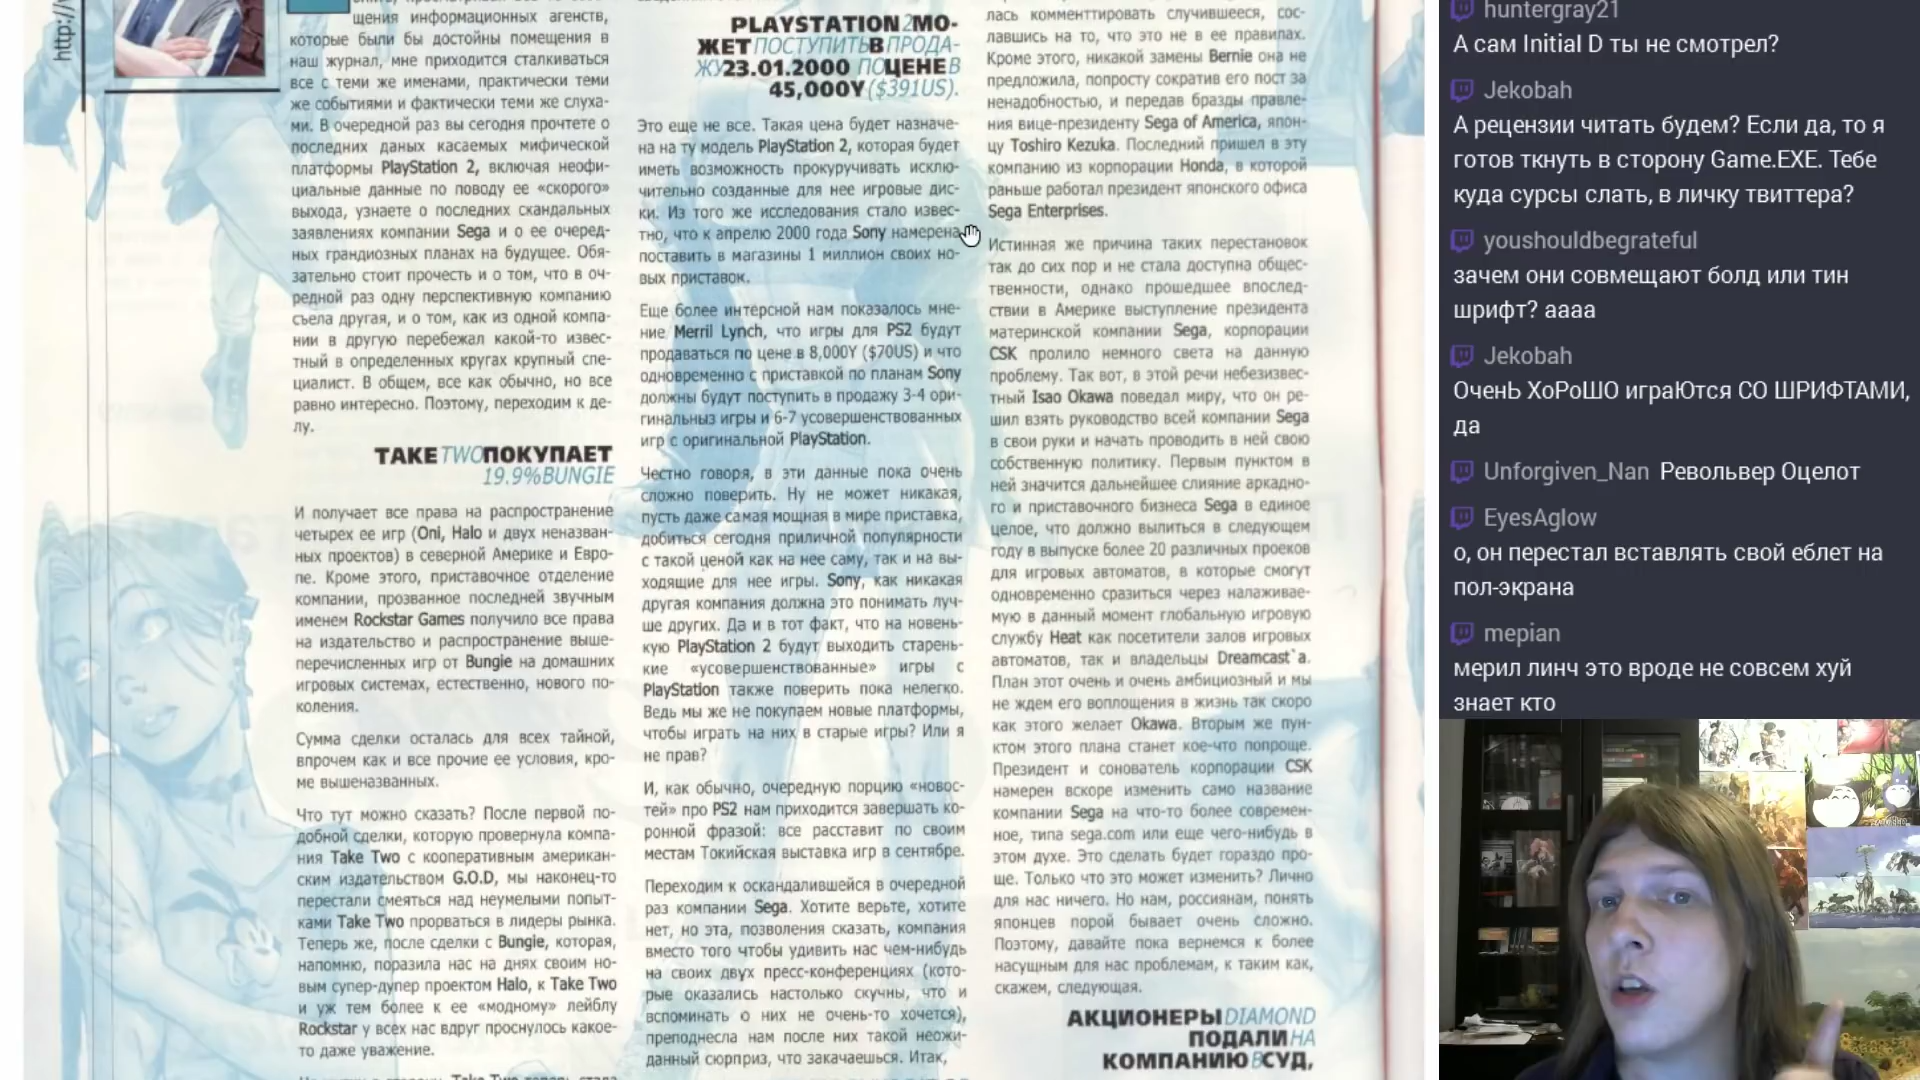 http://
щения информационных агенств,
которые были бы достойны помещения в
наш журнал, мне приходится сталкиваться
все с теми же именами, практически теми
же событиями и фактически теми же слуха-
ми. В очередной раз вы сегодня прочтете о
последних даных касаемых мифической
платформы PlayStation 2, включая неофи-
циальные данные по поводу ее «скорого»
выхода, узнаете о последних скандальных
заявлениях компании Sega и о ее очеред-
ных грандиозных планах на будущее. Обя-
зательно стоит прочесть и о том, что в оч-
редной раз одну перспективную компанию
съела другая, и о том, как из одной компа-
нии в другую перебежал какой-то извес-
тный в определенных кругах крупный спе-
циалист. В общем, все как обычно, но все
равно интересно. Поэтому, переходим к де-
лу.
TAKE TWO ПОКУПАЕТ
19.9% BUNGIE
И получает все права на распространение
четырех ее игр (Oni, Halo и двух неназван-
ных проектов) в северной Америке и Евро-
пе. Кроме этого, приставочное отделение
компании, прозванное последней звучным
именем Rockstar Games получило все права
на издательство и распространение выше-
перечисленных игр от Bungie на домашних
игровых системах, естественно, нового по-
коления.
Сумма сделки осталась для всех тайной,
впрочем как и все прочие ее условия, кро-
ме вышеназванных.
Что тут можно сказать? После первой по-
добной сделки, которую провернула компа-
ния Take Two с кооперативным американ-
ским издательством G.O.D, мы наконец-то
перестали смеяться над неумелыми попыт-
ками Take Two прорваться в лидеры рынка.
Теперь же, после сделки с Bungie, которая,
напомню, поразила нас на днях своим но-
вым супер-дупер проектом Halo, к Take Two
и уж тем более к ее «модному» лейблу
Rockstar у всех нас вдруг проснулось какое-
то даже уважение.
PLAYSTATION 2 МО-
ЖЕТ ПОСТУПИТЬ В ПРОДА-
ЖУ 23.01.2000 ПО ЦЕНЕ В
45,000Y ($391US).
Это еще не все. Такая цена будет назначе-
на на ту модель PlayStation 2, которая будет
иметь возможность прокуручивать исклю-
чительно созданные для нее игровые дис-
ки. Из того же исследования стало извес-
тно, что к апрелю 2000 года Sony намерена
поставить в магазины 1 миллион своих но-
вых приставок.
Еще более интерсной нам показалось мне-
ние Merril Lynch, что игры для PS2 будут
продаваться по цене в 8,000Y ($70US) и что
одновременно с приставкой по планам Sony
должны будут поступить в продажу 3-4 ори-
гинальныз игры и 6-7 усовершенствованных
игр с оригинальной PlayStation.
Честно говоря, в эти данные пока очень
сложно поверить. Ну не может никакая,
пусть даже самая мощная в мире приставка,
добиться сегодня приличной популярности
с такой ценой как на нее саму, так и на вы-
ходящие для нее игры. Sony, как никакая
другая компания должна это понимать луч-
ше других. Да и в тот факт, что на новень-
кую PlayStation 2 будут выходить старень-
кие «усовершенствованные» игры с
PlayStation также поверить пока нелегко.
Ведь мы же не покупаем новые платформы,
чтобы играть на них в старые игры? Или я
не прав?
И, как обычно, очередную порцию «новос-
тей» про PS2 нам приходится завершать ко-
ронной фразой: все расставит по своим
местам Токийская выставка игр в сентябре.
Переходим к оскандалившейся в очередной
раз компании Sega. Хотите верьте, хотите
нет, но эта, позволения сказать, компания
вместо того чтобы удивить нас чем-нибудь
на своих двух пресс-конференциях (кото-
рые оказались настолько скучны, что и
вспоминать о них не очень-то хочется),
преподнесла нам после них такой неожи-
данный сюрприз, что закачаешься. Итак,
лась комменттировать случившееся, сос-
лавшись на то, что это не в ее правилах.
Кроме этого, никакой замены Bernie она не
предложила, попросту сократив его пост за
ненадобностью, и передав бразды правле-
ния вице-президенту Sega of America, япон-
цу Toshiro Kezuka. Последний пришел в эту
компанию из корпорации Honda, в которой
раньше работал президент японского офиса
Sega Enterprises.
Истинная же причина таких перестановок
так до сих пор и не стала доступна общес-
твенности, однако прошедшее впослед-
ствии в Америке выступление президента
материнской компании Sega, корпорации
CSK пролило немного света на данную
проблему. Так вот, в этой речи небезизвес-
тный Isao Okawa поведал миру, что он ре-
шил взять руководство всей компании Sega
в свои руки и начать проводить в ней свою
собственную политику. Первым пунктом в
ней значится дальнейшее слияние аркадно-
го и приставочного бизнеса Sega в единое
целое, что должно вылиться в следующем
году в выпуске более 20 различных проеков
для игровых автоматов, в которые смогут
одновременно сразиться через налаживае-
мую в данный момент глобальную игровую
службу Heat как посетители залов игровых
автоматов, так и владельцы Dreamcast`a.
План этот очень и очень амбициозный и мы
не ждем его воплощения в жизнь так скоро
как этого желает Okawa. Вторым же пун-
ктом этого плана станет кое-что попроще.
Президент и сонователь корпорации CSK
намерен вскоре изменить само название
компании Sega на что-то более современ-
ное, типа sega.com или еще чего-нибудь в
этом духе. Это сделать будет гораздо про-
ще. Только что это может изменить? Лично
для нас ничего. Но нам, россиянам, понять
японцев порой бывает очень сложно.
Поэтому, давайте пока вернемся к более
насущным для нас проблемам, к таким как,
скажем, следующая.
АКЦИОНЕРЫ DIAMOND
ПОДАЛИ НА
КОМПАНИЮ В СУД,
huntergray21
А сам Initial D ты не смотрел?
Jekobah
А рецензии читать будем? Если да, то я
готов ткнуть в сторону Game.EXE. Тебе
куда сурсы слать, в личку твиттера?
youshouldbegrateful
зачем они совмещают болд или тин
шрифт? аааа
Jekobah
ОченЬ ХоРоШО играЮтся СО ШРИФТАМИ,
да
Unforgiven_Nan Револьвер Оцелот
EyesAglow
о, он перестал вставлять свой еблет на
пол-экрана
mepian
мерил линч это вроде не совсем хуй
знает кто